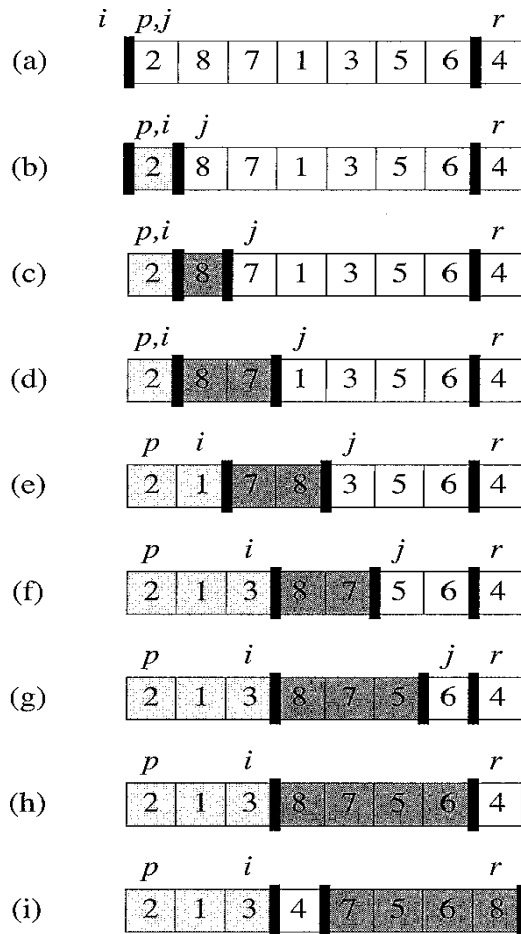 i p,j r
(a) 2 8 7 1 3 5 6 4
p,i j r
(b) 2 8 7 1 3 5 6 4
p,i j r
(c) 2 8 7 1 3 5 6 4
p,i j r
(d) 2 8 7 1 3 5 6 4
p i j r
(e) 2 1 7 8 3 5 6 4
p i j r
(f) 2 1 3 8 7 5 6 4
p i j r
(g) 2 1 3 8 7 5 6 4
p i r
(h) 2 1 3 8 7 5 6 4
p i r
(i) 2 1 3 4 7 5 6 8